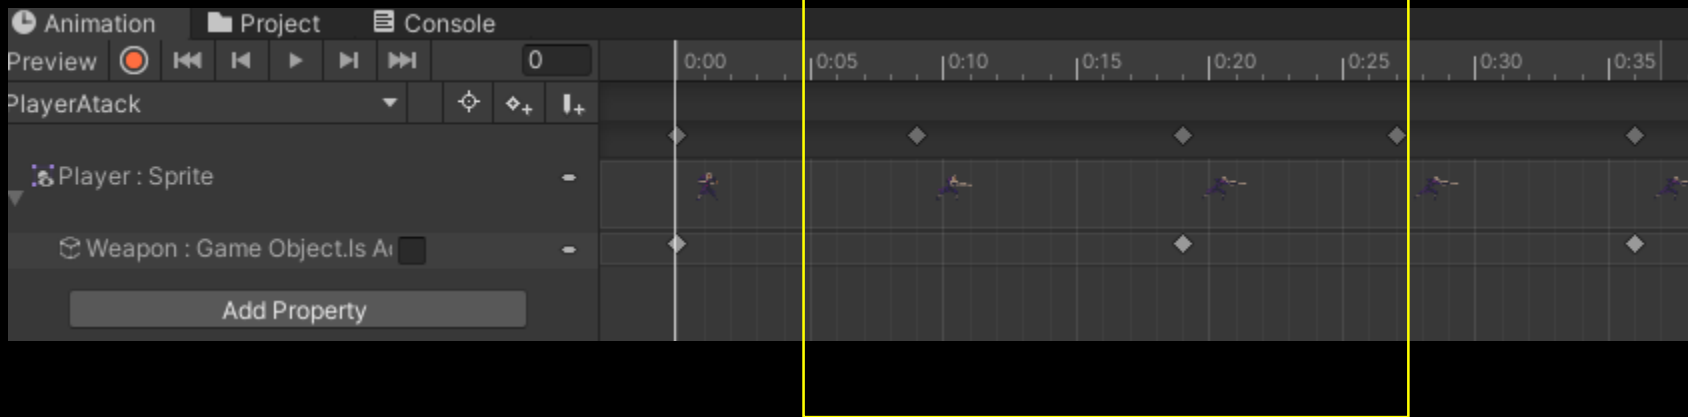 Animation Project Console
Preview 0 0:00 0:05 0:10 0:15 0:20 0:25 0:30 0:35
PlayerAtack
Player : Sprite
Weapon : Game Object.Is A
Add Property